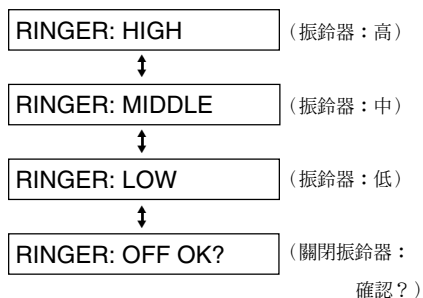 RINGER: HIGH （振鈴器：高）
RINGER: MIDDLE （振鈴器：中）
RINGER: LOW （振鈴器：低）
RINGER: OFF OK? （關閉振鈴器：
確認？）